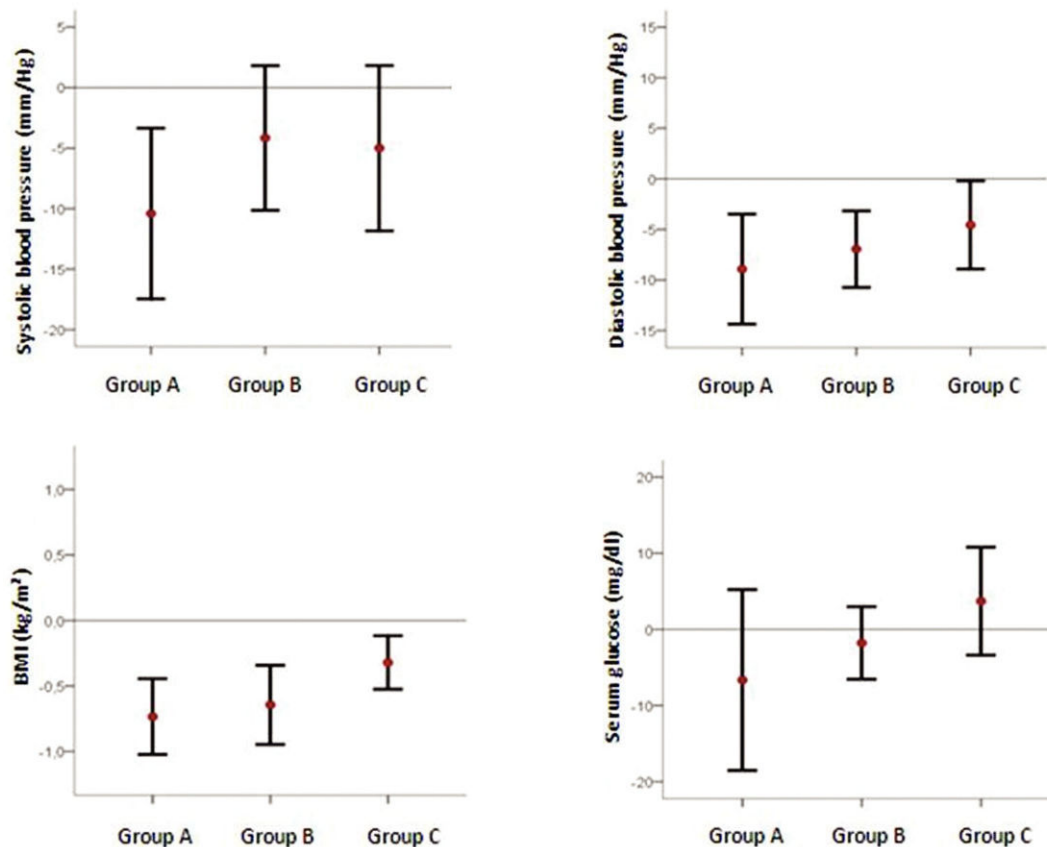 Systolic blood pressure (mm/Hg)
5
0
-5
-10
-15
-20
Group A Group B Group C
Diastolic blood pressure (mm/Hg)
15
10
5
0
-5
-10
-15
Group A Group B Group C
BMI (kg/m²)
1,0
0,5
0,0
-0,5
-1,0
Group A Group B Group C
Serum glucose (mg/dl)
20
10
0
-10
-20
Group A Group B Group C